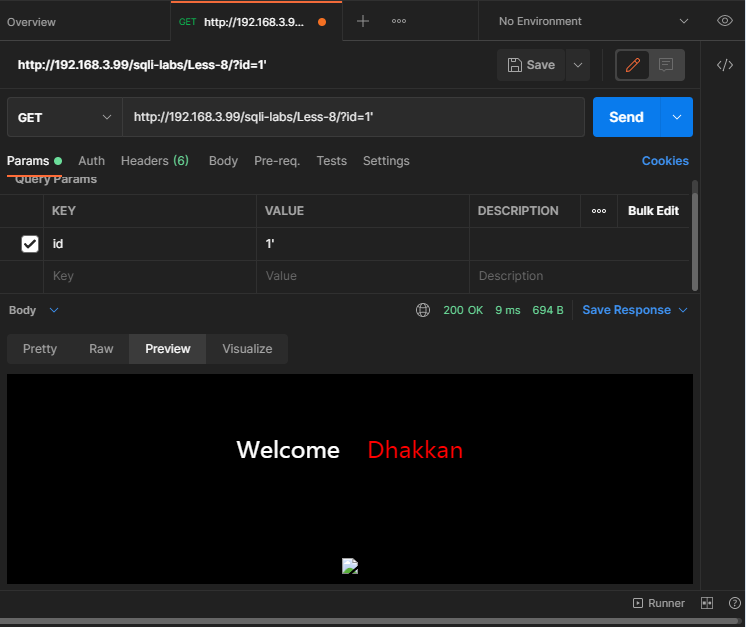 Overview
GET http://192.168.3.9...
No Environment
http://192.168.3.99/sqli-labs/Less-8/?id=1'
Save
GET
http://192.168.3.99/sqli-labs/Less-8/?id=1'
Send
Params Auth Headers (6) Body Pre-req. Tests Settings Cookies
Query Params
KEY VALUE DESCRIPTION Bulk Edit
id 1'
Key Value Description
Body 200 OK 9 ms 694 B Save Response
Pretty Raw Preview Visualize
Welcome Dhakkan
Runner